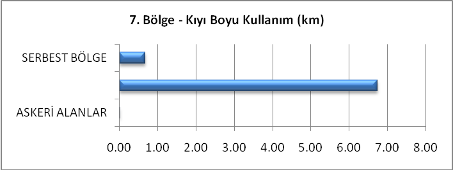 7. Bölge - Kıyı Boyu Kullanım (km)
SERBEST BÖLGE
ASKERİ ALANLAR
0.00 1.00 2.00 3.00 4.00 5.00 6.00 7.00 8.00